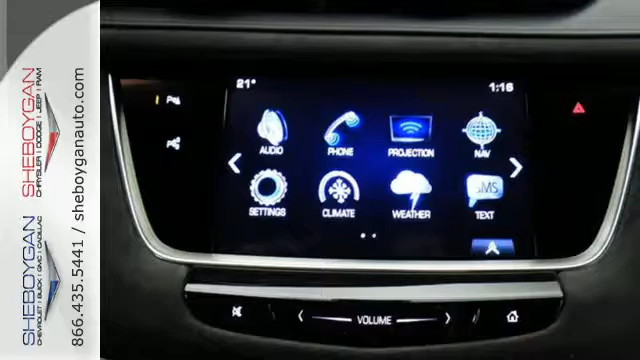 SHEBOYGAN
CHRYSLER | DODGE | JEEP | RAM
SHEBOYGAN
CHEVROLET | BUICK | GMC | CADILLAC
866.435.5441 / sheboyganauto.com
21° 1:16
AUDIO PHONE PROJECTION NAV
SMS
SETTINGS CLIMATE WEATHER TEXT
VOLUME